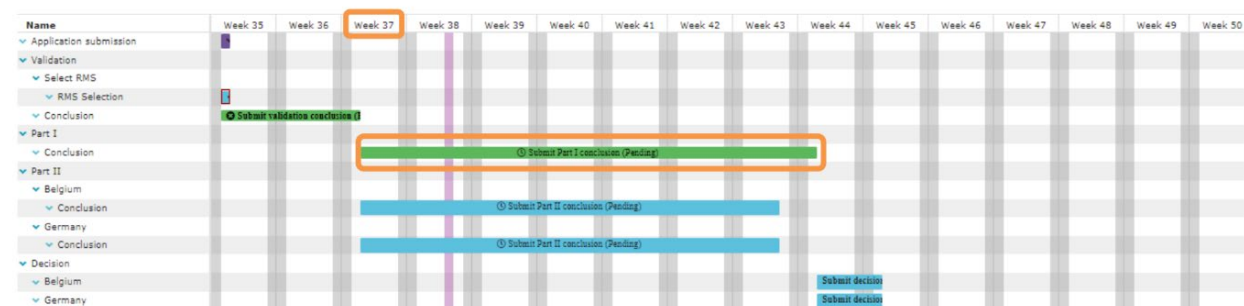 Name Week 35 Week 36 Week 37 Week 38 Week 39 Week 40 Week 41 Week 42 Week 43 Week 44 Week 45 Week 46 Week 47 Week 48 Week 49 Week 50
Application submission
Validation
Select RMS
RMS Selection
Conclusion Submit validation conclusion (I
Part I
Conclusion Submit Part I conclusion (Pending)
Part II
Belgium
Conclusion Submit Part II conclusion (Pending)
Germany
Conclusion Submit Part II conclusion (Pending)
Decision
Belgium Submit decision
Germany Submit decision